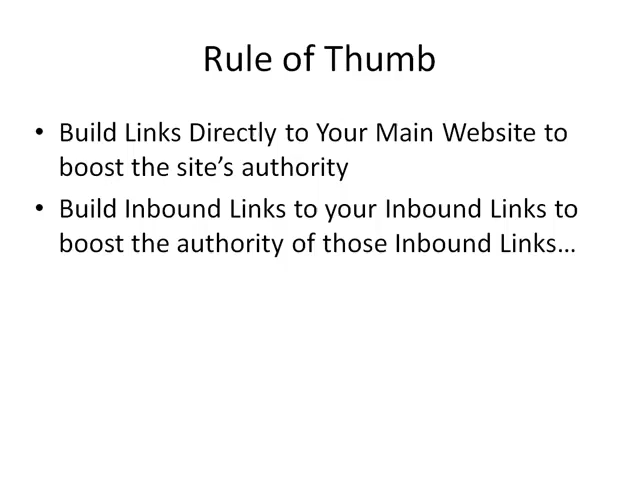 Rule of Thumb
• Build Links Directly to Your Main Website to
boost the site’s authority
• Build Inbound Links to your Inbound Links to
boost the authority of those Inbound Links…